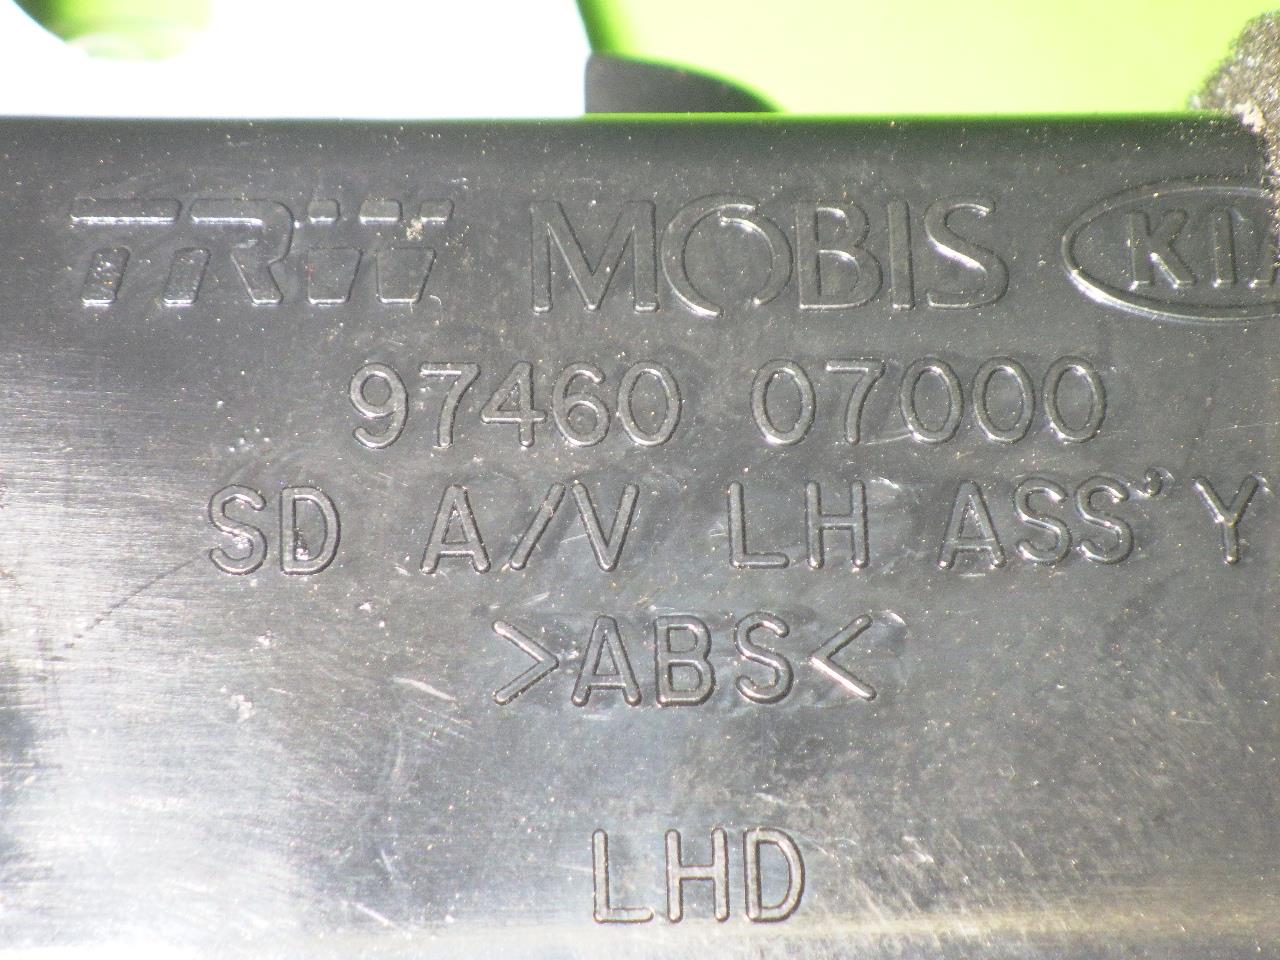 TRW MOBIS KIA
97460 07000
SD A/V LH ASS'Y
>ABS<
LHD